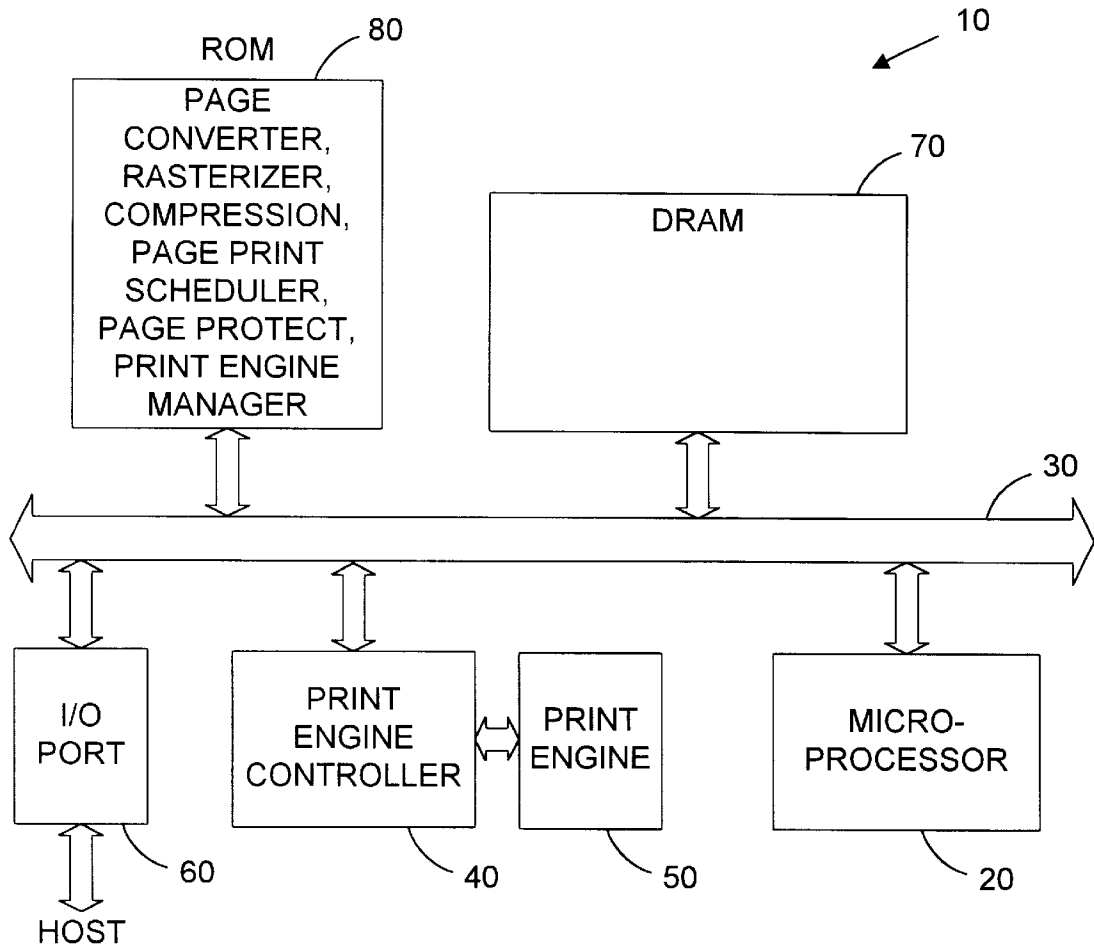 80
ROM
10
PAGE
CONVERTER,
RASTERIZER,
COMPRESSION,
PAGE PRINT
SCHEDULER,
PAGE PROTECT,
PRINT ENGINE
MANAGER
70
DRAM
30
I/O
PORT
PRINT
ENGINE
CONTROLLER
PRINT
ENGINE
MICRO-
PROCESSOR
60
40
50
20
HOST